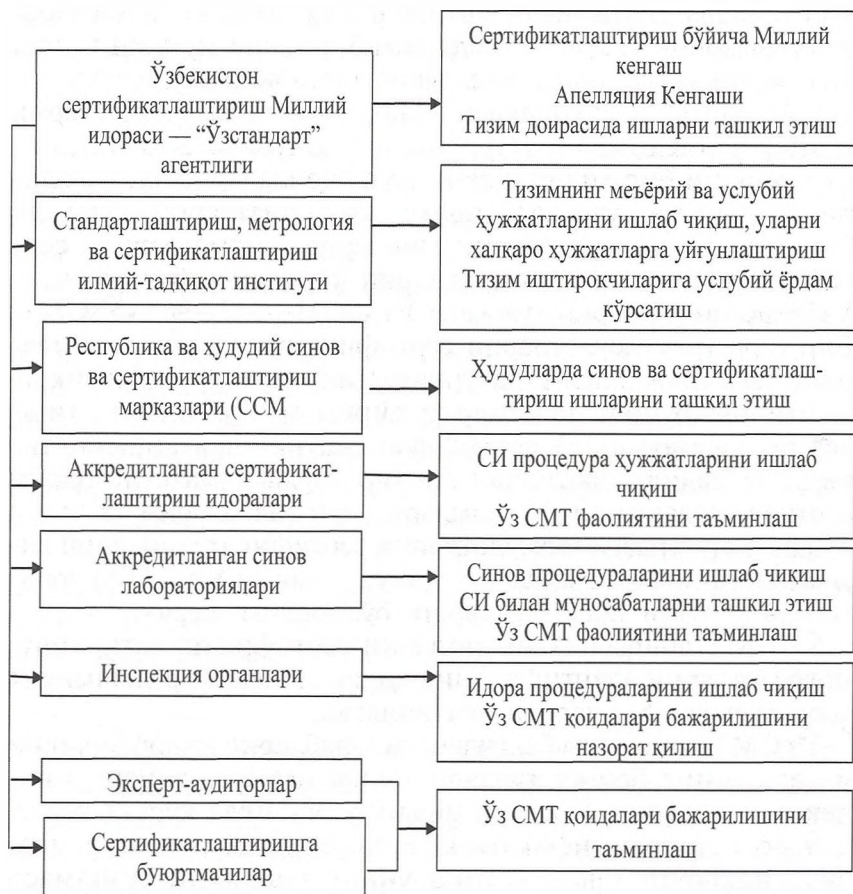 Ўзбекистон
сертификатлаштириш Миллий
идораси — “Ўзстандарт”
агентлиги
Сертификатлаштириш бўйича Миллий
кенгаш
Апелляция Кенгаши
Тизим доирасида ишларни ташкил этиш
Стандартлаштириш, метрология
ва сертификатлаштириш
илмий-тадқиқот институти
Тизимнинг меъёрий ва услубий
ҳужжатларини ишлаб чиқиш, уларни
халқаро ҳужжатларга уйғунлаштириш
Тизим иштирокчиларига услубий ёрдам
кўрсатиш
Республика ва ҳудудий синов
ва сертификатлаштириш
марказлари (ССМ
Ҳудудларда синов ва сертификатлаш-
тириш ишларини ташкил этиш
Аккредитланган сертификат-
лаштириш идоралари
СИ процедура ҳужжатларини ишлаб
чиқиш
Ўз СМТ фаолиятини таъминлаш
Аккредитланган синов
лабораториялари
Синов процедураларини ишлаб чиқиш
СИ билан муносабатларни ташкил этиш
Ўз СМТ фаолиятини таъминлаш
Инспекция органлари
Идора процедураларини ишлаб чиқиш
Ўз СМТ қоидалари бажарилишини
назорат қилиш
Эксперт-аудиторлар
Сертификатлаштиришга
буюртмачилар
Ўз СМТ қоидалари бажарилишини
таъминлаш